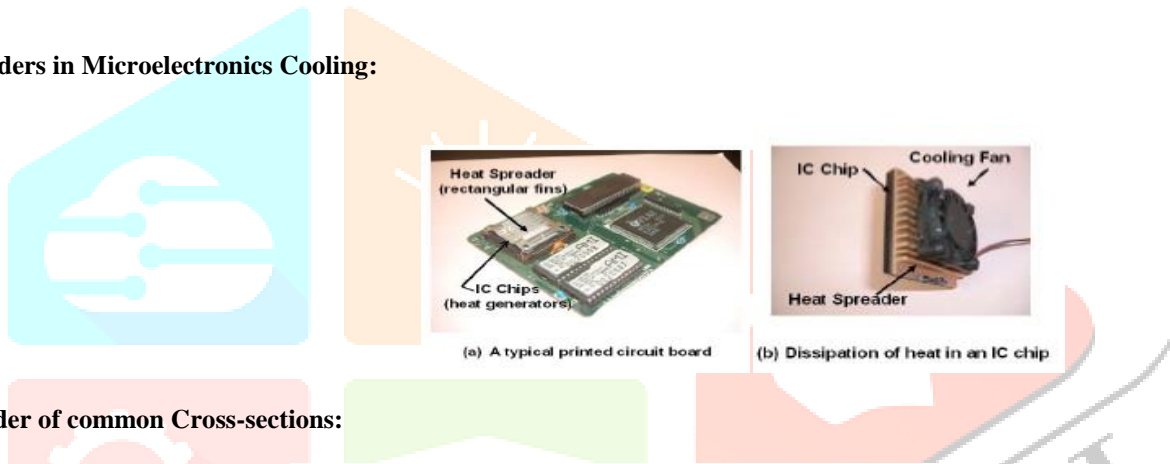 ders in Microelectronics Cooling:
Heat Spreader
(rectangular fins)
IC Chips
(heat generators)
IC Chip
Cooling Fan
Heat Spreader
(a) A typical printed circuit board
(b) Dissipation of heat in an IC chip
der of common Cross-sections: